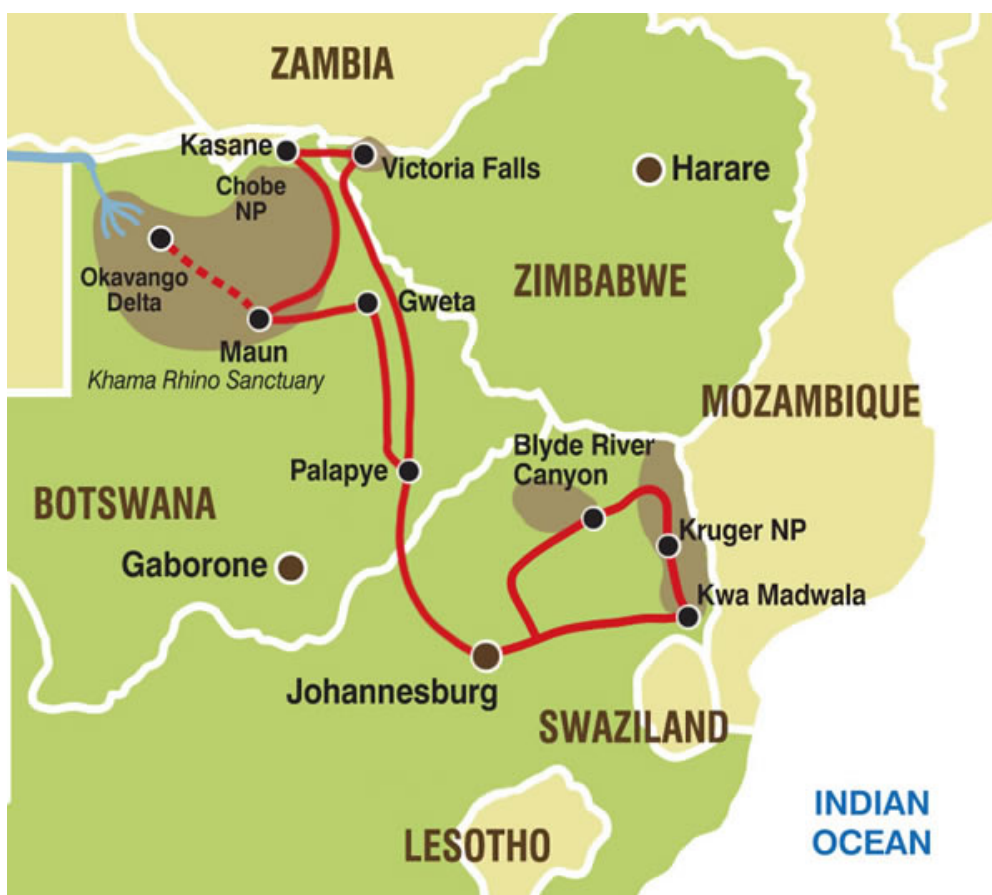 ZAMBIA
Kasane
Victoria Falls
Harare
Chobe
NP
Okavango
Delta
ZIMBABWE
Gweta
Maun
Khama Rhino Sanctuary
MOZAMBIQUE
Blyde River
Canyon
Palapye
BOTSWANA
Kruger NP
Gaborone
Kwa Madwala
Johannesburg
SWAZILAND
INDIAN
OCEAN
LESOTHO